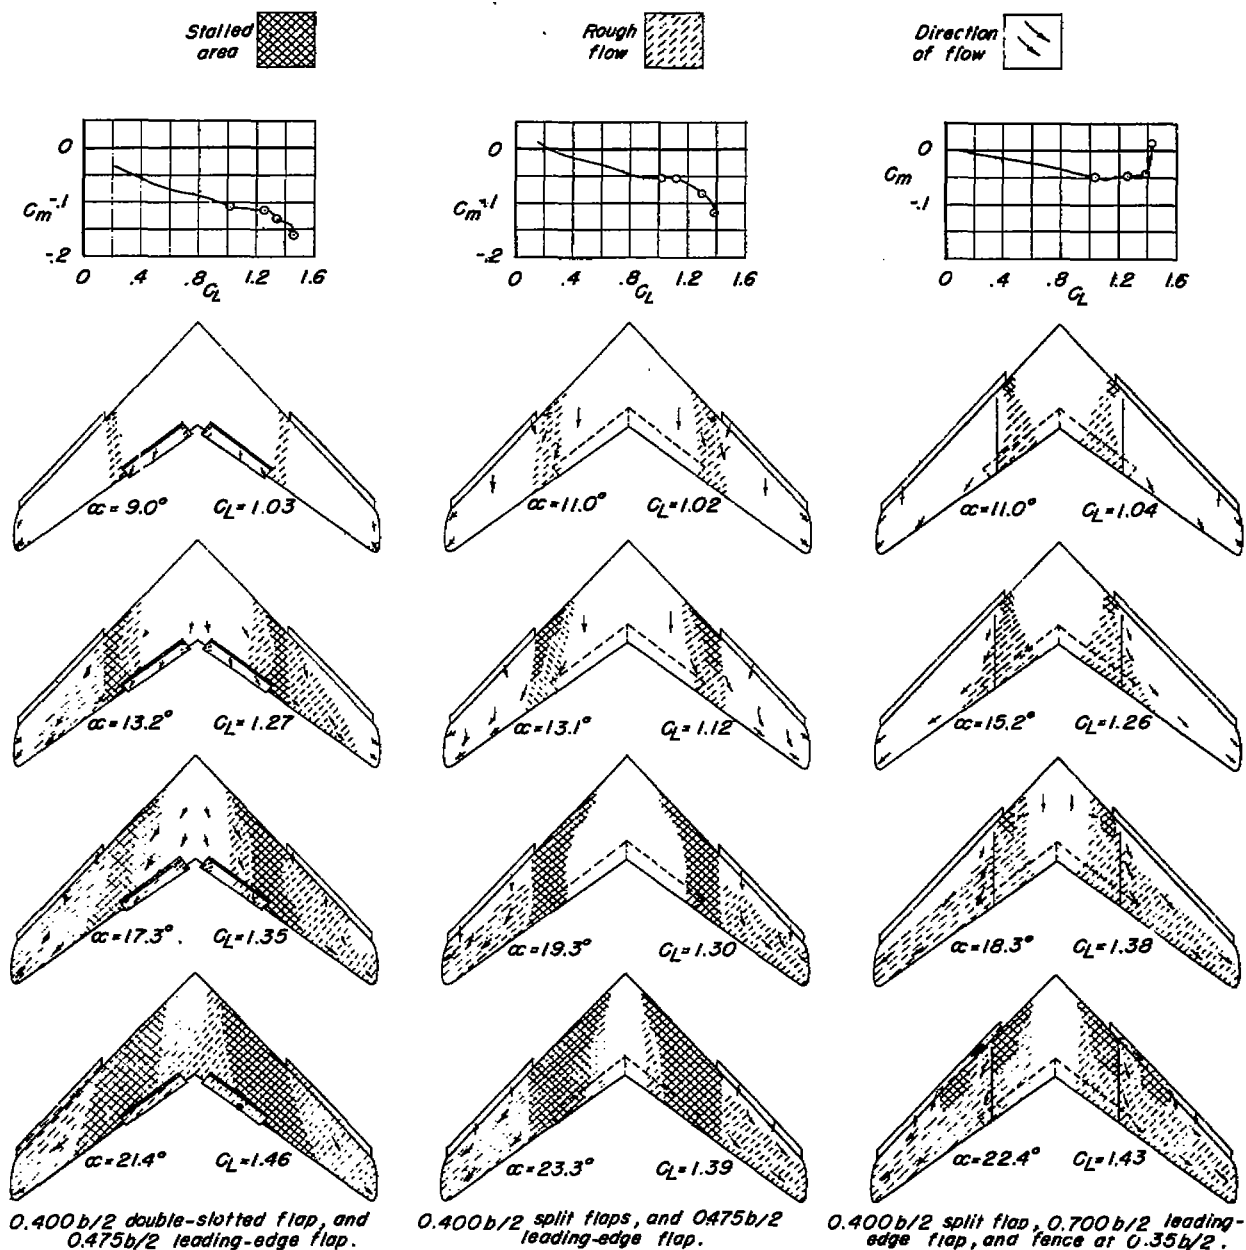 Stalled
area
Rough
flow
Direction
of flow
0
Cm -.1
-.2
0 .4 .8 1.2 1.6
CL
0
Cm -.1
-.2
0 .4 .8 1.2 1.6
CL
0
Cm
-.1
0 .4 .8 1.2 1.6
CL
α=9.0° CL=1.03
α=11.0° CL=1.02
α=11.0° CL=1.04
α=13.2° CL=1.27
α=13.1° CL=1.12
α=15.2° CL=1.26
α=17.3°. CL=1.35
α=19.3° CL=1.30
α=18.3° CL=1.38
α=21.4° CL=1.46
α=23.3° CL=1.39
α=22.4° CL=1.43
0.400b/2 double-slotted flap, and
0.475b/2 leading-edge flap.
0.400b/2 split flaps, and 0475b/2
leading-edge flap.
0.400b/2 split flap, 0.700b/2 leading-
edge flap, and fence at 0.35b/2.